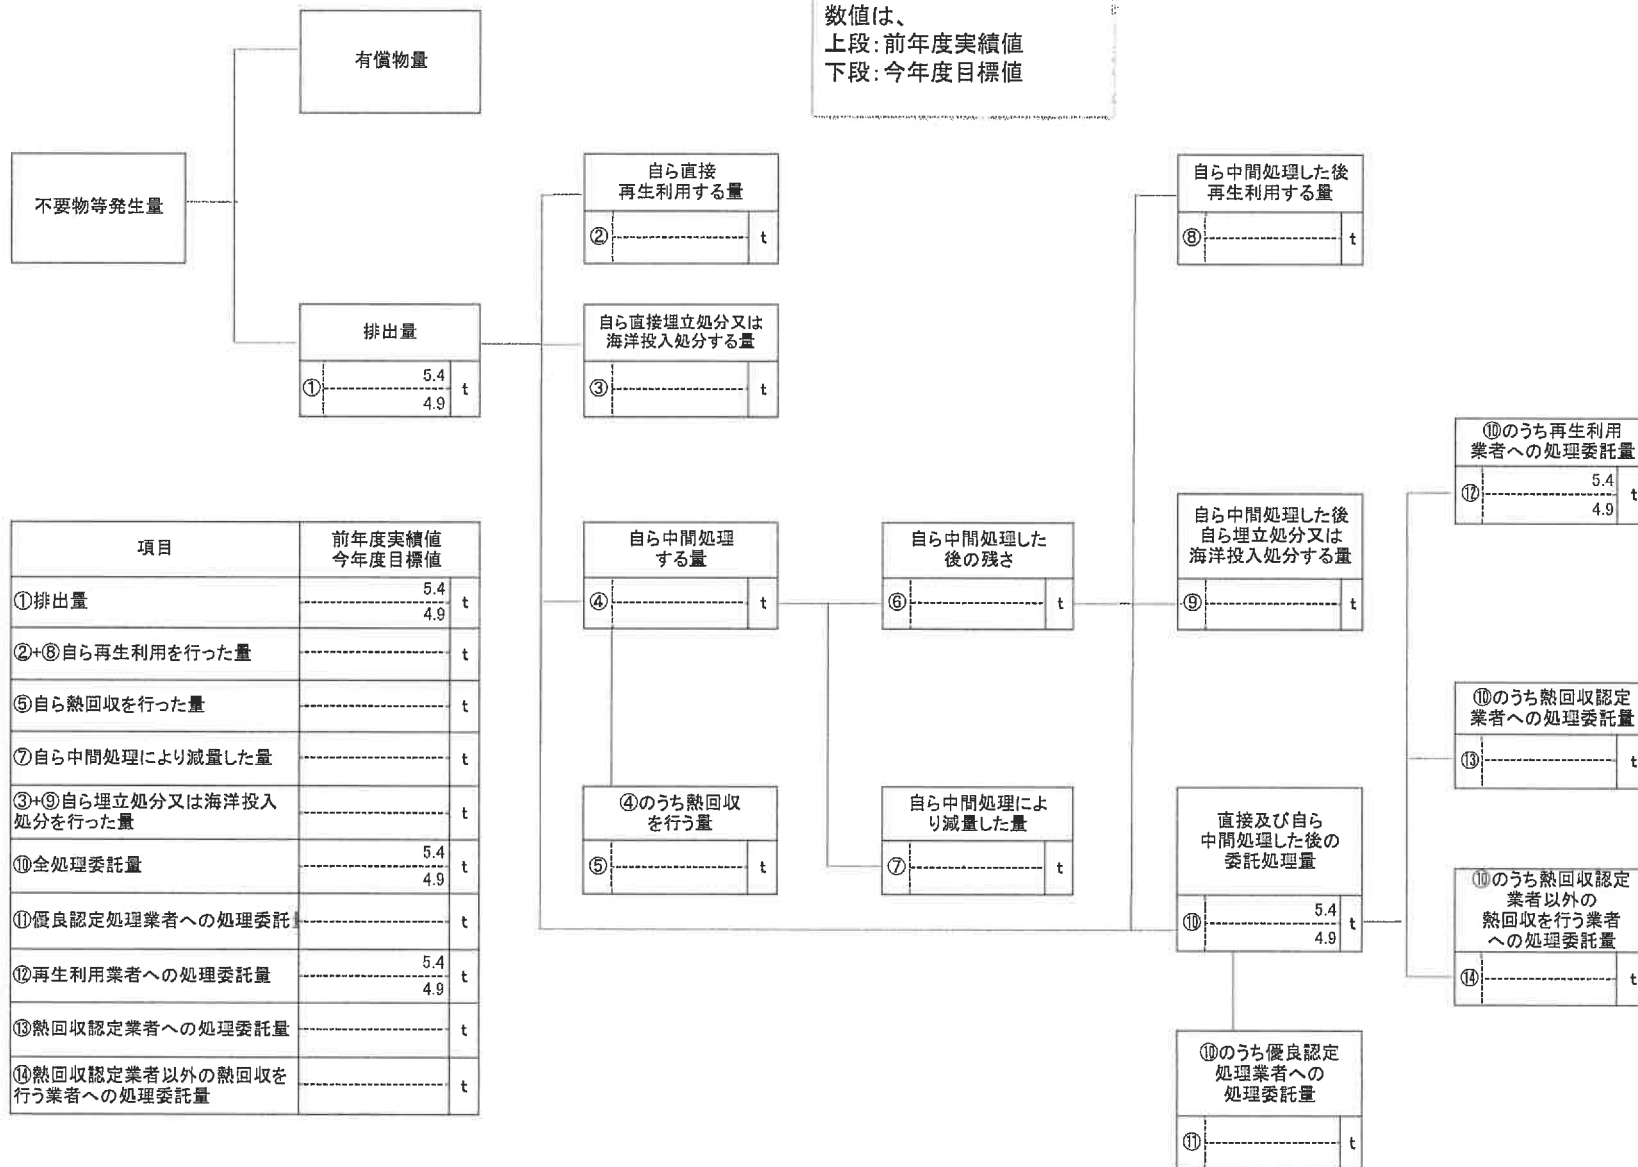 数値は、
上段：前年度実績値
下段：今年度目標値
有償物量
不要物等発生量
排出量
① 5.4 t
4.9
自ら直接
再生利用する量
② t
自ら直接埋立処分又は
海洋投入処分する量
③ t
自ら中間処理
する量
④ t
④のうち熱回収
を行う量
⑤ t
自ら中間処理した
後の残さ
⑥ t
自ら中間処理によ
り減量した量
⑦ t
自ら中間処理した後
再生利用する量
⑧ t
自ら中間処理した後
自ら埋立処分又は
海洋投入処分する量
⑨ t
直接及び自ら
中間処理した後の
委託処理量
⑩ 5.4 t
4.9
⑩のうち優良認定
処理業者への
処理委託量
⑪ t
⑩のうち再生利用
業者への処理委託量
⑫ 5.4 t
4.9
⑩のうち熱回収認定
業者への処理委託量
⑬ t
⑩のうち熱回収認定
業者以外の
熱回収を行う業者
への処理委託量
⑭ t
項目 前年度実績値
今年度目標値
①排出量 5.4 t
4.9
②+⑧自ら再生利用を行った量 t
⑤自ら熱回収を行った量 t
⑦自ら中間処理により減量した量 t
③+⑨自ら埋立処分又は海洋投入
処分を行った量 t
⑩全処理委託量 5.4 t
4.9
⑪優良認定処理業者への処理委託 t
⑫再生利用業者への処理委託量 5.4 t
4.9
⑬熱回収認定業者への処理委託量 t
⑭熱回収認定業者以外の熱回収を
行う業者への処理委託量 t